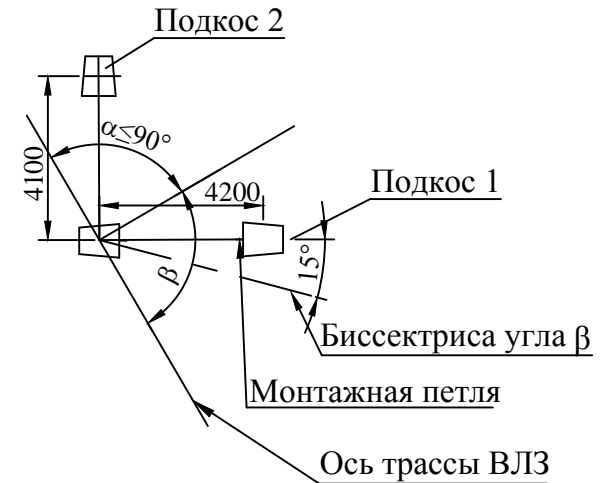 Подкос 2
α≤90°
4100
4200
Подкос 1
15°
β
Биссектриса угла β
Монтажная петля
Ось трассы ВЛЗ